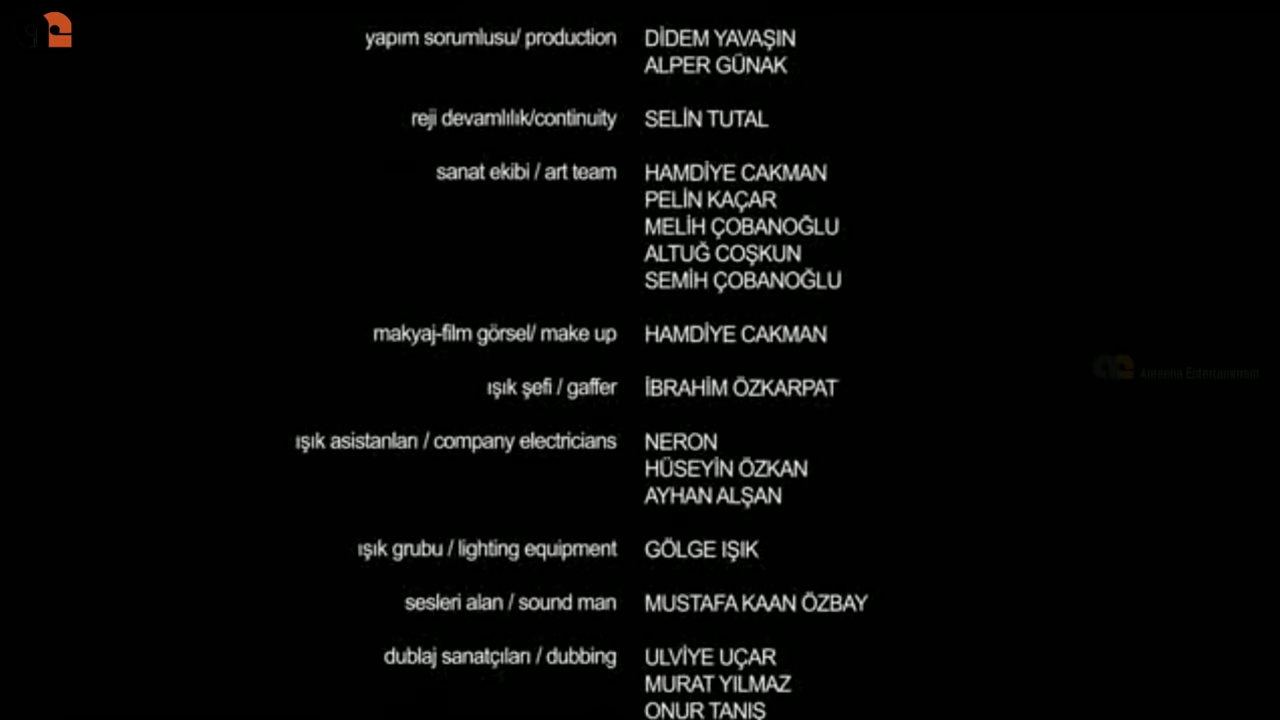 yapım sorumlusu/ production DİDEM YAVAŞIN
ALPER GÜNAK
reji devamlılık/continuity SELİN TUTAL
sanat ekibi / art team HAMDİYE CAKMAN
PELİN KAÇAR
MELİH ÇOBANOĞLU
ALTUĞ COŞKUN
SEMİH ÇOBANOĞLU
makyaj-film görsel/ make up HAMDİYE CAKMAN
ışık şefi / gaffer İBRAHİM ÖZKARPAT
ışık asistanları / company electricians NERON
HÜSEYİN ÖZKAN
AYHAN ALŞAN
ışık grubu / lighting equipment GÖLGE IŞIK
sesleri alan / sound man MUSTAFA KAAN ÖZBAY
dublaj sanatçıları / dubbing ULVİYE UÇAR
MURAT YILMAZ
ONUR TANIŞ
Antenna Entertainment